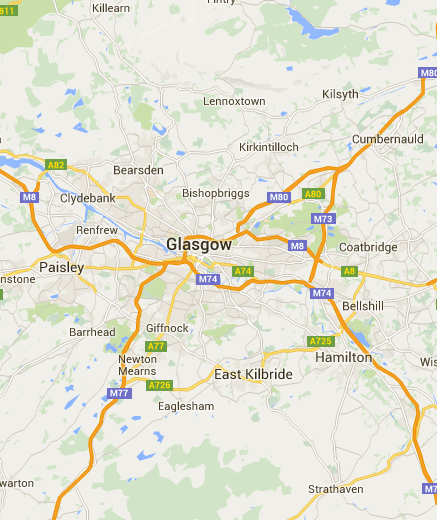 Killearn
Lennoxtown
Kilsyth
Kirkintilloch
Cumbernauld
A82
Bearsden
M8
Clydebank
Bishopbriggs
M80
A80
Renfrew
M73
Glasgow
M8
Coatbridge
Paisley
A74
A8
M74
M74
Bellshill
Barrhead
Giffnock
A77
A725
Newton
Mearns
Hamilton
A726
East Kilbride
M77
Eaglesham
Strathaven